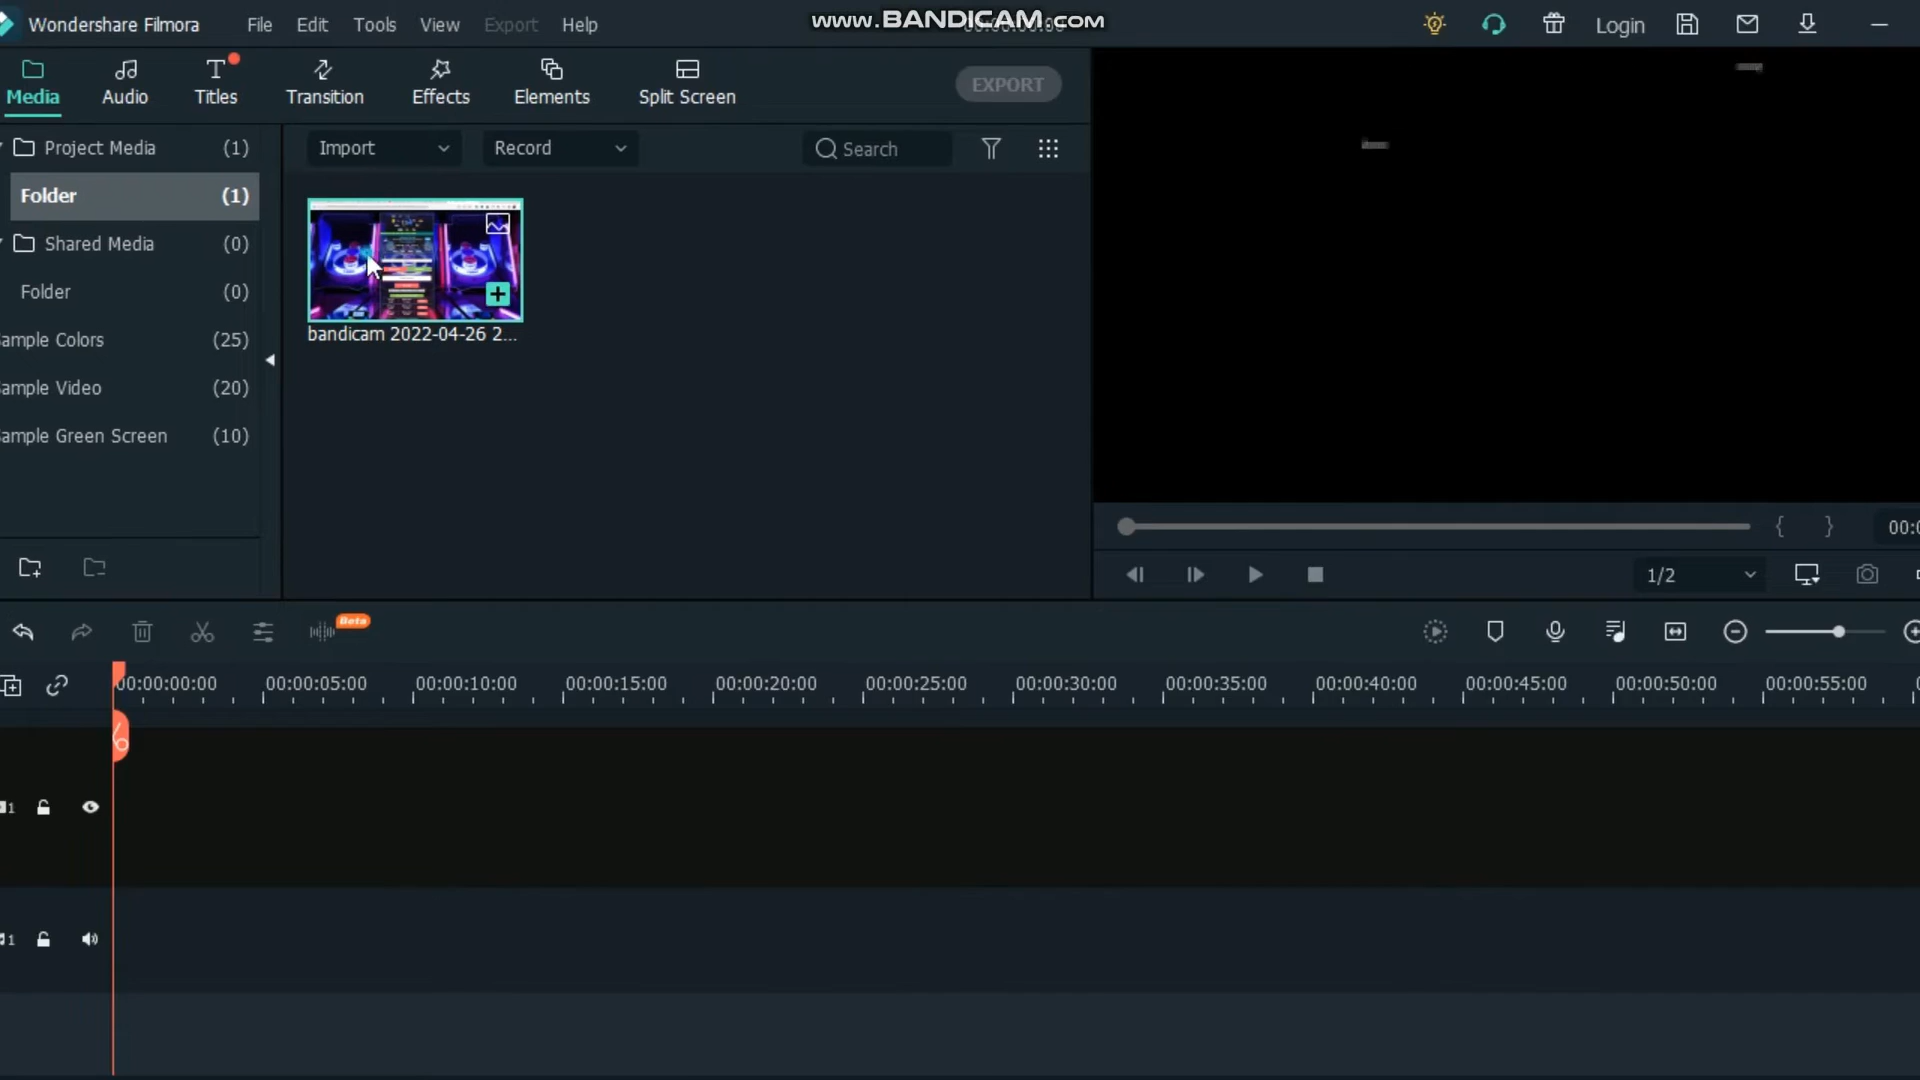 Wondershare Filmora
File
Edit
Tools
View
Export
Help
www.BANDICAM.com
Login
Media
Audio
Titles
Transition
Effects
Elements
Split Screen
EXPORT
Project Media (1)
Import
Record
Search
Folder (1)
Shared Media (0)
Folder (0)
bandicam 2022-04-26 2...
ample Colors (25)
ample Video (20)
ample Green Screen (10)
00:0
1/2
Beta
00:00:00:00
00:00:05:00
00:00:10:00
00:00:15:00
00:00:20:00
00:00:25:00
00:00:30:00
00:00:35:00
00:00:40:00
00:00:45:00
00:00:50:00
00:00:55:00
1
1